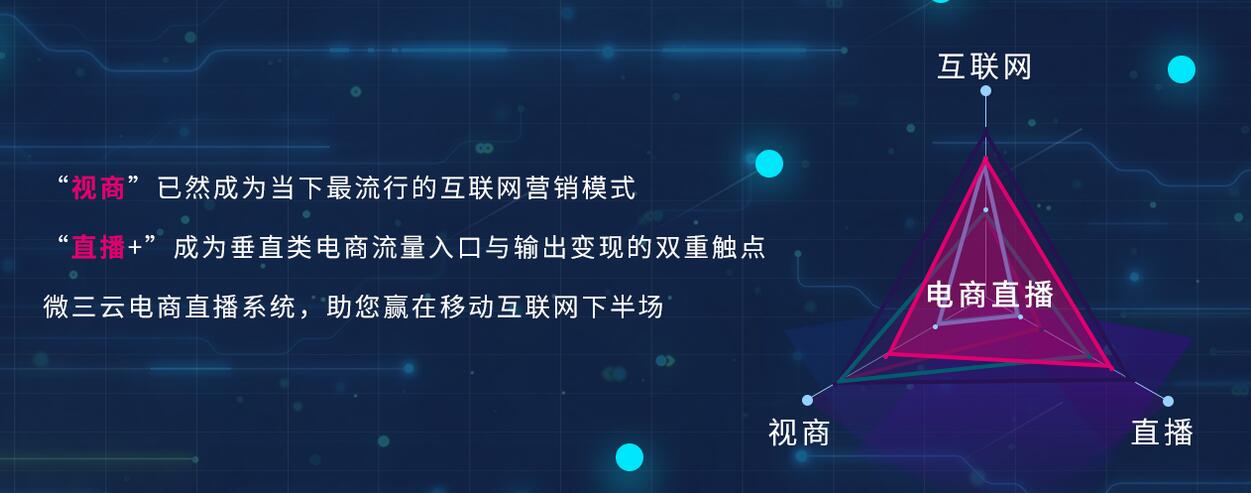 互联网
“视商”已然成为当下最流行的互联网营销模式
“直播+”成为垂直类电商流量入口与输出变现的双重触点
微三云电商直播系统，助您赢在移动互联网下半场
电商直播
视商
直播